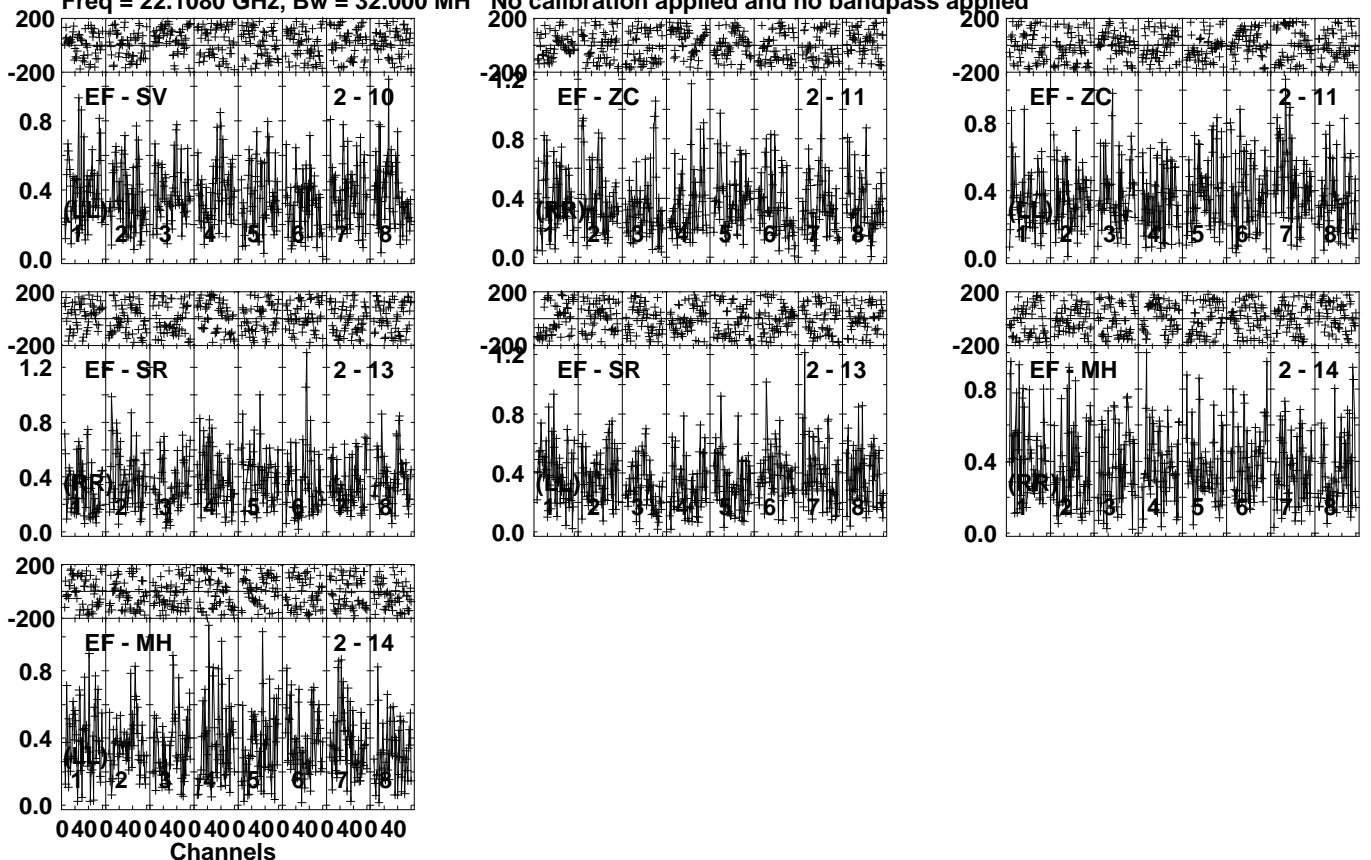 Freq = 22.1080 GHz, Bw = 32.000 MH No calibration applied and no bandpass applied
200 200 200
-200 -200 -200
1.2
EF - SV 2 - 10 EF - ZC 2 - 11 EF - ZC 2 - 11
0.8 0.8 0.8
0.4 0.4 0.4
(LL) (RR) (LL)
1 2 3 4 5 6 7 8 1 2 3 4 5 6 7 8 1 2 3 4 5 6 7 8
0.0 0.0 0.0
200 200 200
-200 -200 -200
1.2 1.2
EF - SR 2 - 13 EF - SR 2 - 13 EF - MH 2 - 14
0.8 0.8 0.8
0.4 0.4 0.4
(RR) (LL) (RR)
1 2 3 4 5 6 7 8 1 2 3 4 5 6 7 8 1 2 3 4 5 6 7 8
0.0 0.0 0.0
200
-200
EF - MH 2 - 14
0.8
0.4
(LL)
1 2 3 4 5 6 7 8
0.0
0 40 0 40 0 40 0 40 0 40 0 40 0 40 0 40
Channels